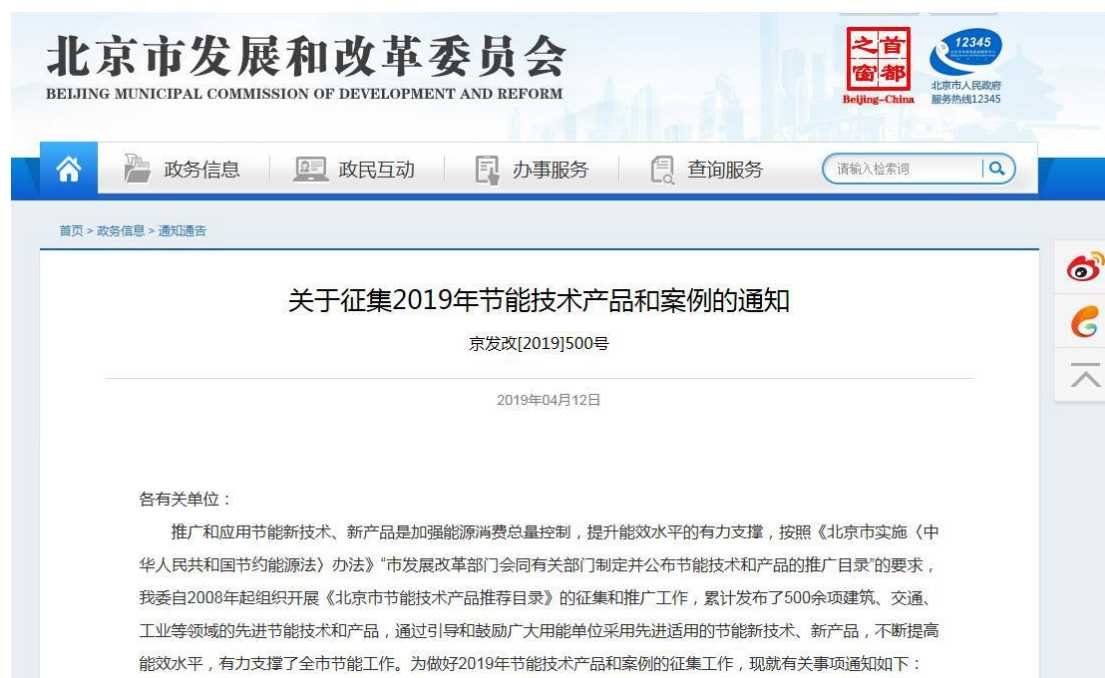 北京市发展和改革委员会
BEIJING MUNICIPAL COMMISSION OF DEVELOPMENT AND REFORM
首都之窗
Beijing-China
12345
北京市人民政府
服务热线12345
政务信息
政民互动
办事服务
查询服务
请输入检索词
首页 > 政务信息 > 通知通告
关于征集2019年节能技术产品和案例的通知
京发改[2019]500号
2019年04月12日
各有关单位：
推广和应用节能新技术、新产品是加强能源消费总量控制，提升能效水平的有力支撑，按照《北京市实施〈中
华人民共和国节约能源法〉办法》“市发展改革部门会同有关部门制定并公布节能技术和产品的推广目录”的要求，
我委自2008年起组织开展《北京市节能技术产品推荐目录》的征集和推广工作，累计发布了500余项建筑、交通、
工业等领域的先进节能技术和产品，通过引导和鼓励广大用能单位采用先进适用的节能新技术、新产品，不断提高
能效水平，有力支撑了全市节能工作。为做好2019年节能技术产品和案例的征集工作，现就有关事项通知如下：